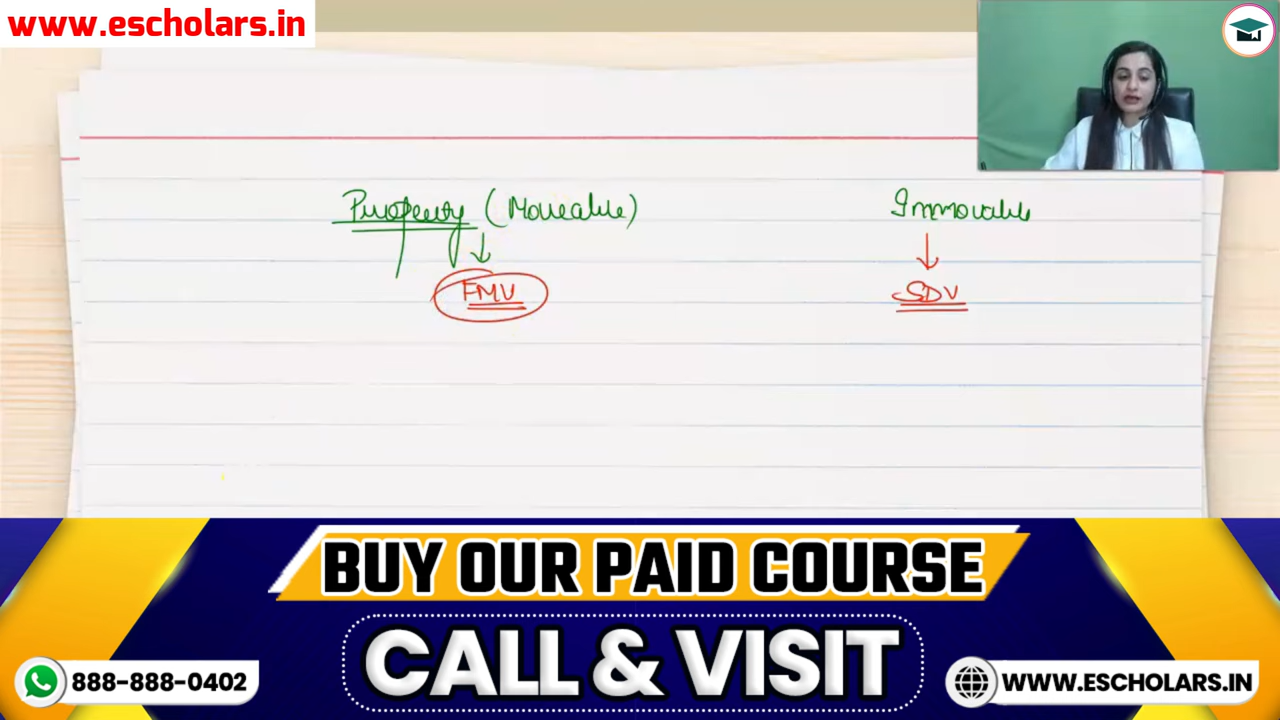 www.escholars.in
Property (Moveable)
Immovable
FMV
SDV
BUY OUR PAID COURSE
CALL & VISIT
888-888-0402
WWW.ESCHOLARS.IN